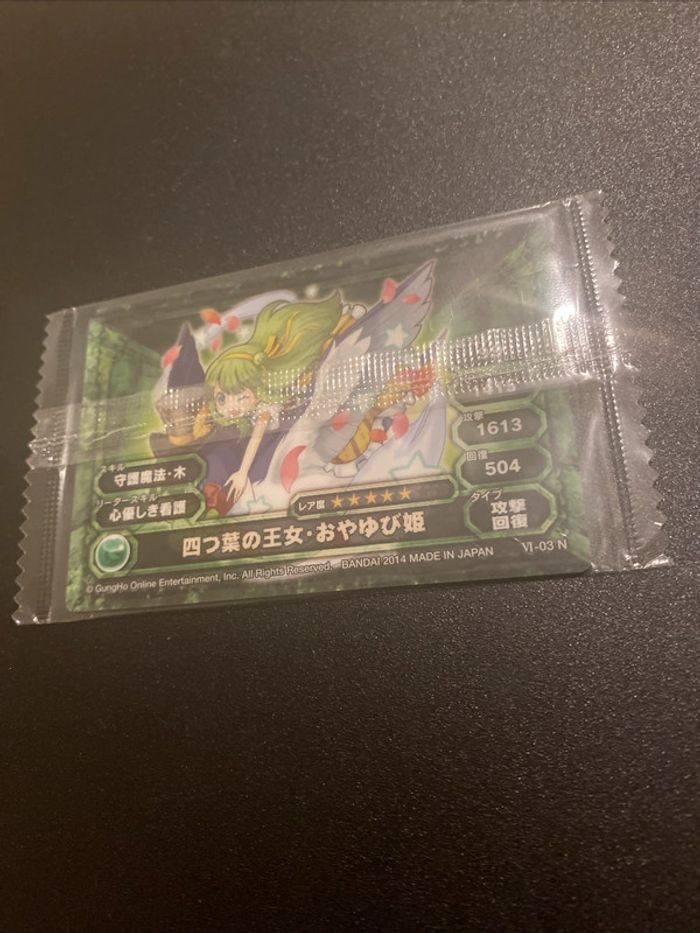 攻撃
1613
回復
504
スキル
守護魔法・木
リーダースキル
心優しき看護
レア度 ★★★★★
タイプ
攻撃
回復
四つ葉の王女・おやゆび姫
VI-03 N
© GungHo Online Entertainment, Inc. All Rights Reserved. BANDAI 2014 MADE IN JAPAN